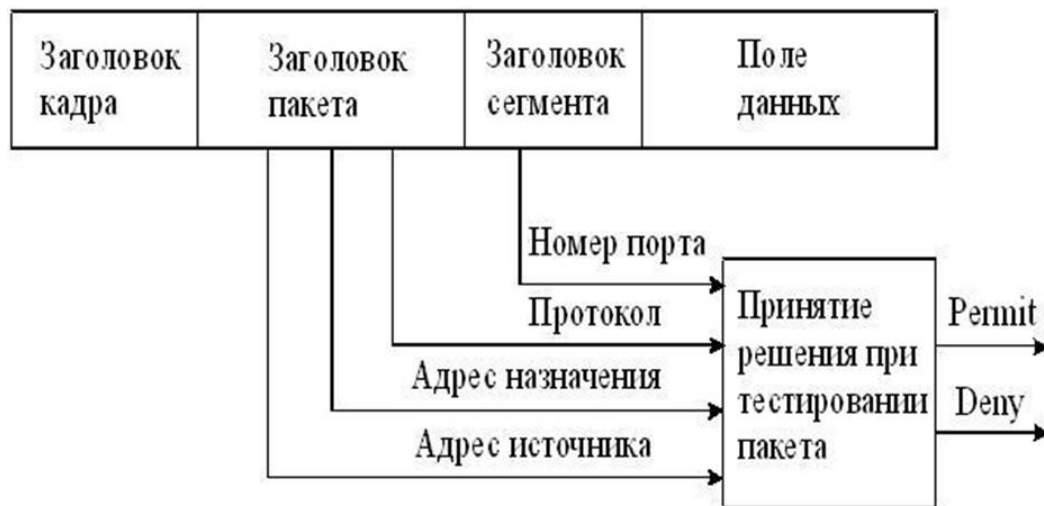 Заголовок
кадра
Заголовок
пакета
Заголовок
сегмента
Поле
данных
Номер порта
Протокол
Адрес назначения
Адрес источника
Принятие
решения при
тестировании
пакета
Permit
Deny